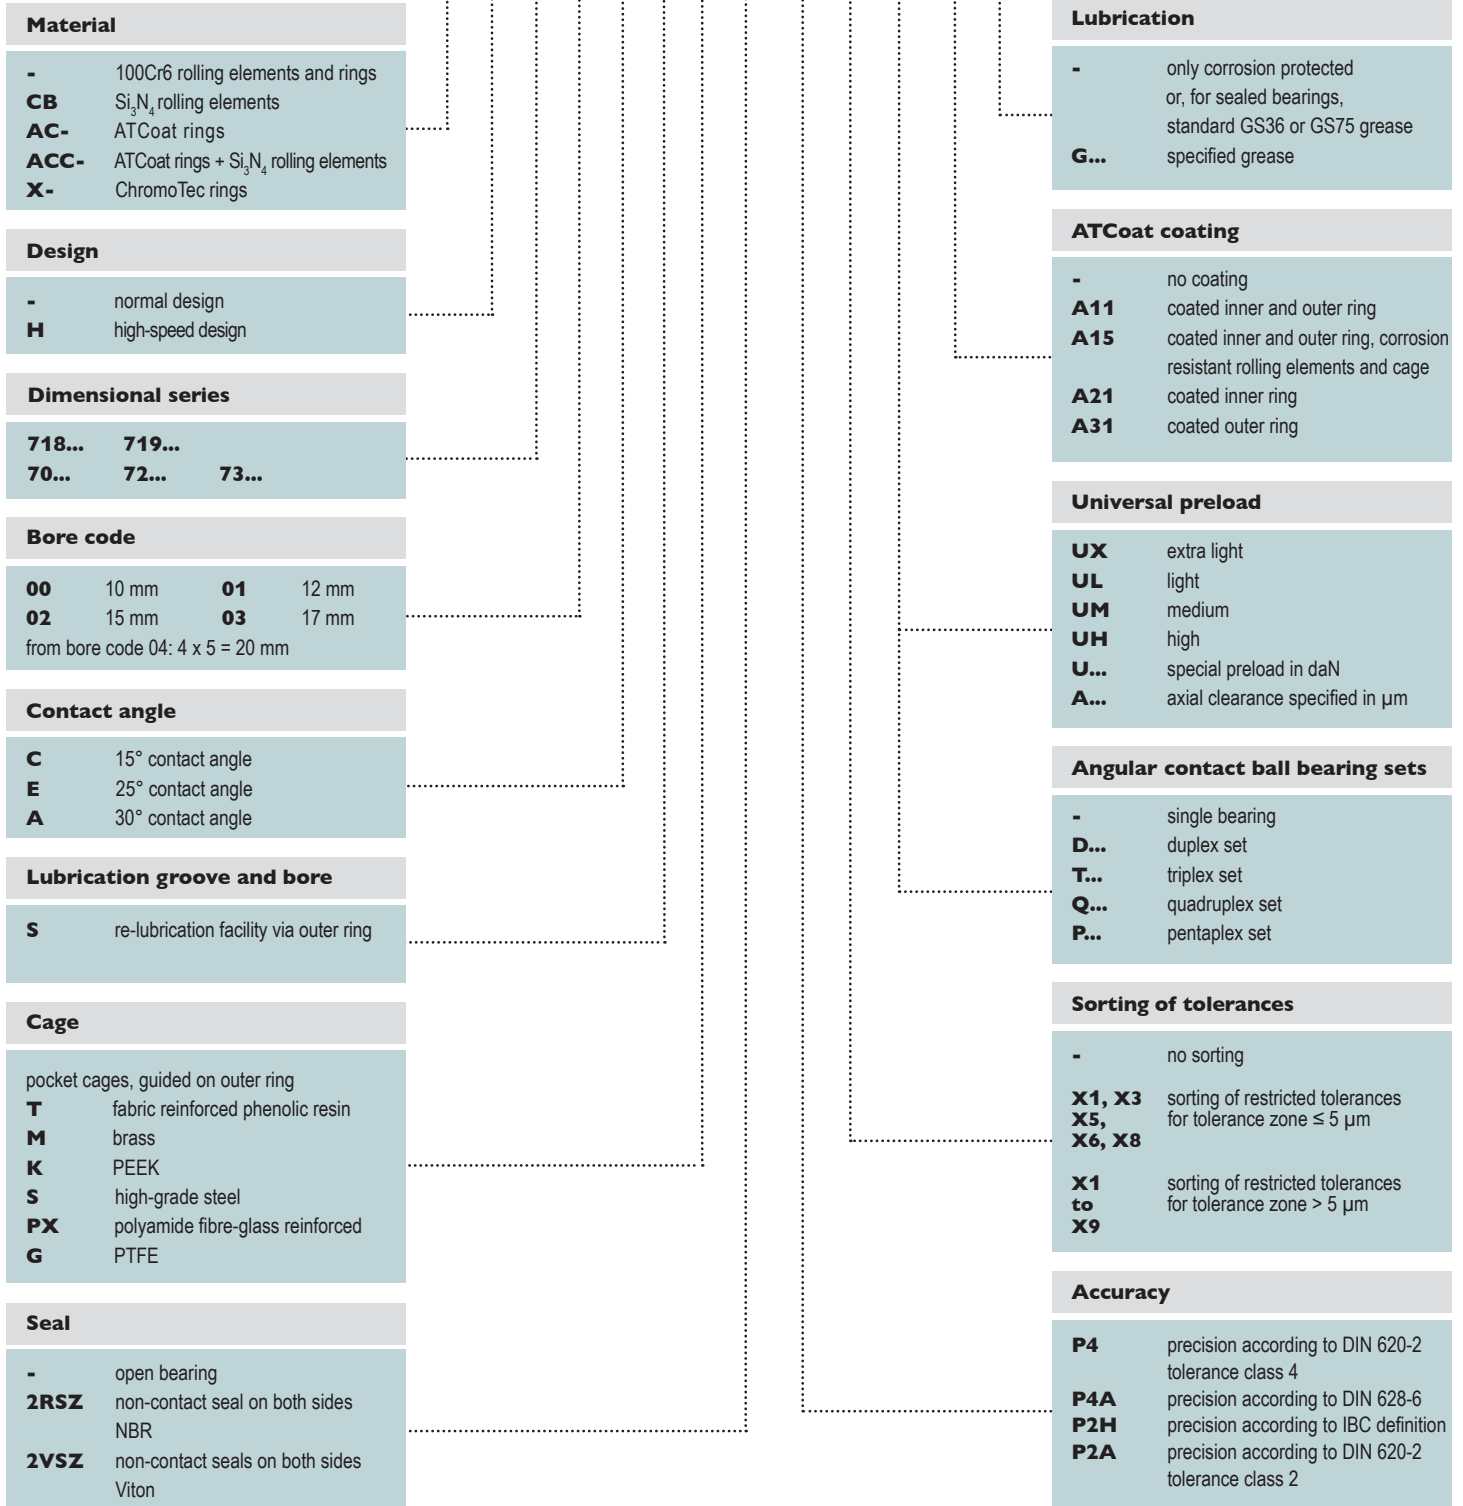 Material
- 100Cr6 rolling elements and rings
CB Si3N4 rolling elements
AC- ATCoat rings
ACC- ATCoat rings + Si3N4 rolling elements
X- ChromoTec rings
Design
- normal design
H high-speed design
Dimensional series
718... 719...
70... 72... 73...
Bore code
00 10 mm 01 12 mm
02 15 mm 03 17 mm
from bore code 04: 4 x 5 = 20 mm
Contact angle
C 15° contact angle
E 25° contact angle
A 30° contact angle
Lubrication groove and bore
S re-lubrication facility via outer ring
Cage
pocket cages, guided on outer ring
T fabric reinforced phenolic resin
M brass
K PEEK
S high-grade steel
PX polyamide fibre-glass reinforced
G PTFE
Seal
- open bearing
2RSZ non-contact seal on both sides
NBR
2VSZ non-contact seals on both sides
Viton
Lubrication
- only corrosion protected
or, for sealed bearings,
standard GS36 or GS75 grease
G... specified grease
ATCoat coating
- no coating
A11 coated inner and outer ring
A15 coated inner and outer ring, corrosion
resistant rolling elements and cage
A21 coated inner ring
A31 coated outer ring
Universal preload
UX extra light
UL light
UM medium
UH high
U... special preload in daN
A... axial clearance specified in µm
Angular contact ball bearing sets
- single bearing
D... duplex set
T... triplex set
Q... quadruplex set
P... pentaplex set
Sorting of tolerances
- no sorting
X1, X3 sorting of restricted tolerances
X5, for tolerance zone ≤ 5 µm
X6, X8
X1 sorting of restricted tolerances
to for tolerance zone > 5 µm
X9
Accuracy
P4 precision according to DIN 620-2
tolerance class 4
P4A precision according to DIN 628-6
P2H precision according to IBC definition
P2A precision according to DIN 620-2
tolerance class 2